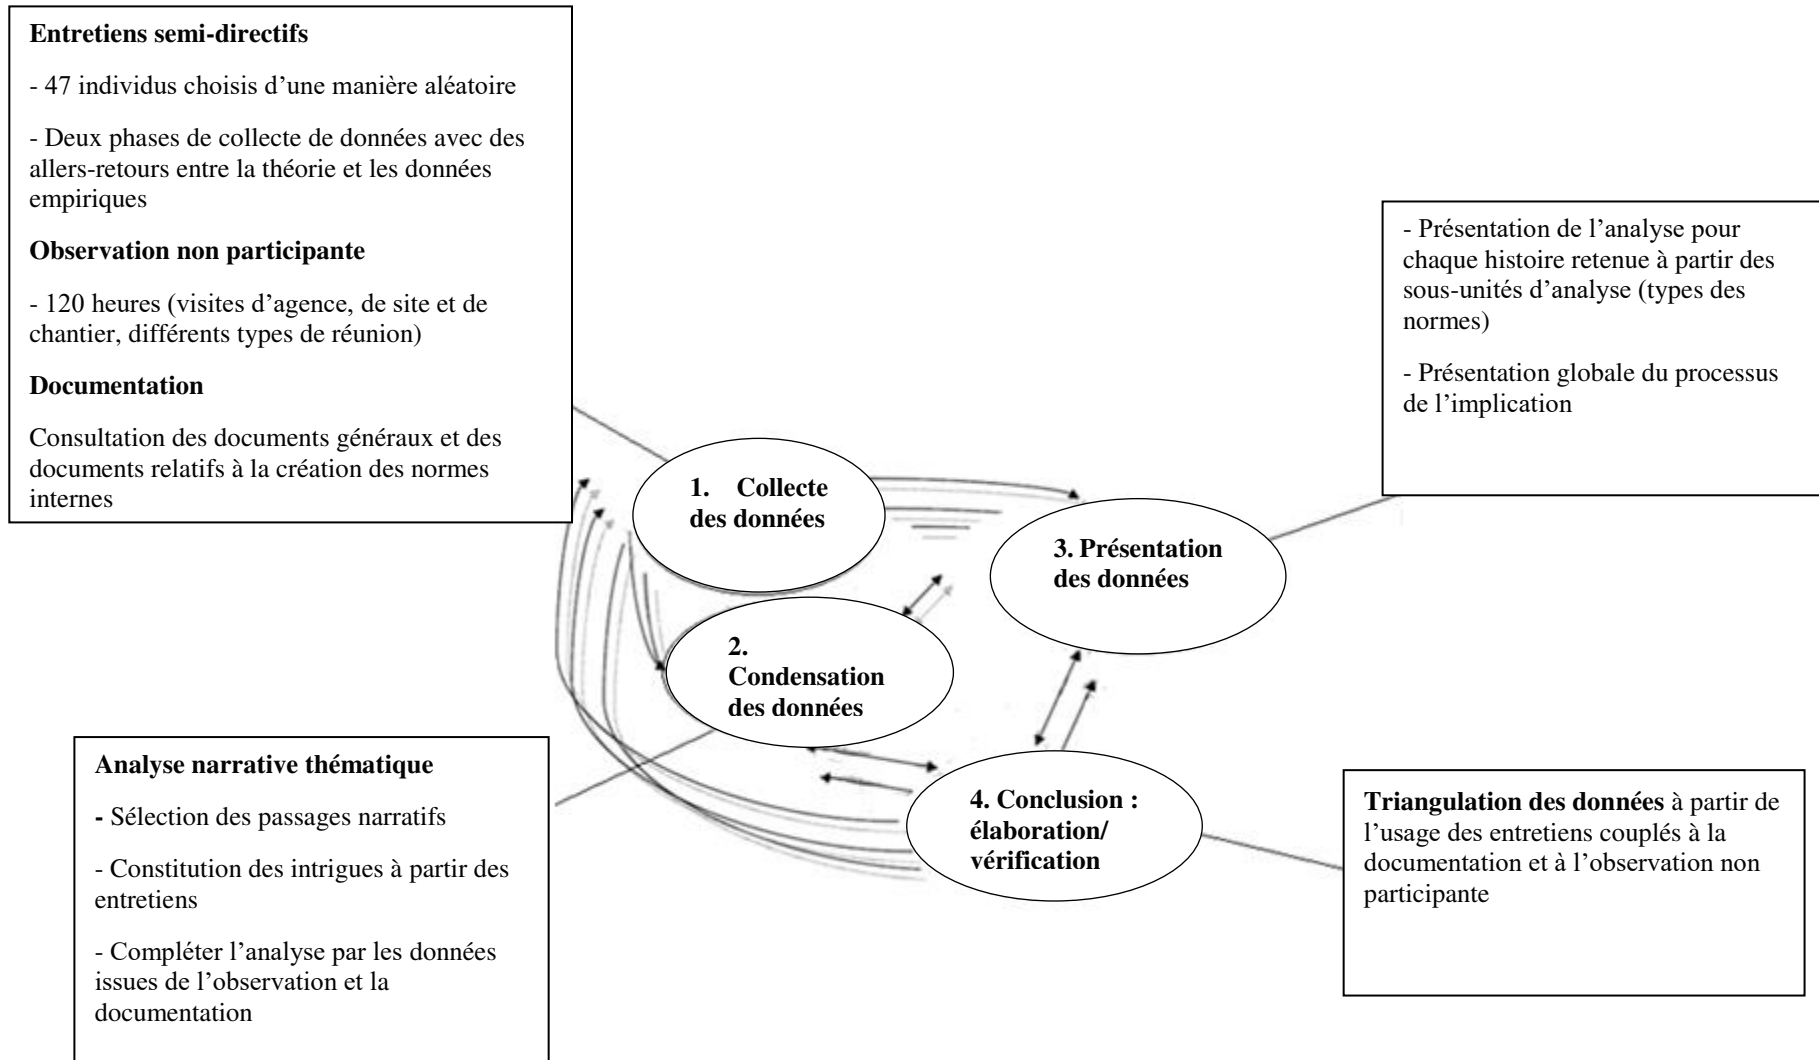 Entretiens semi-directifs
- 47 individus choisis d’une manière aléatoire
- Deux phases de collecte de données avec des
allers-retours entre la théorie et les données
empiriques
Observation non participante
- 120 heures (visites d’agence, de site et de
chantier, différents types de réunion)
Documentation
Consultation des documents généraux et des
documents relatifs à la création des normes
internes
- Présentation de l’analyse pour
chaque histoire retenue à partir des
sous-unités d’analyse (types des
normes)
- Présentation globale du processus
de l’implication
1. Collecte
des données
3. Présentation
des données
2.
Condensation
des données
4. Conclusion :
élaboration/
vérification
Analyse narrative thématique
- Sélection des passages narratifs
- Constitution des intrigues à partir des
entretiens
- Compléter l’analyse par les données
issues de l’observation et la
documentation
Triangulation des données à partir de
l’usage des entretiens couplés à la
documentation et à l’observation non
participante